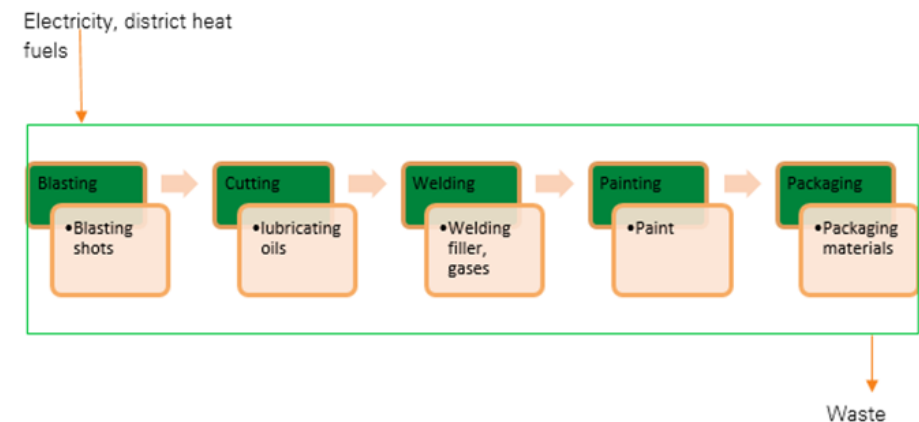 Electricity, district heat
fuels
Blasting
•Blasting
shots
Cutting
•lubricating
oils
Welding
•Welding
filler,
gases
Painting
•Paint
Packaging
•Packaging
materials
Waste